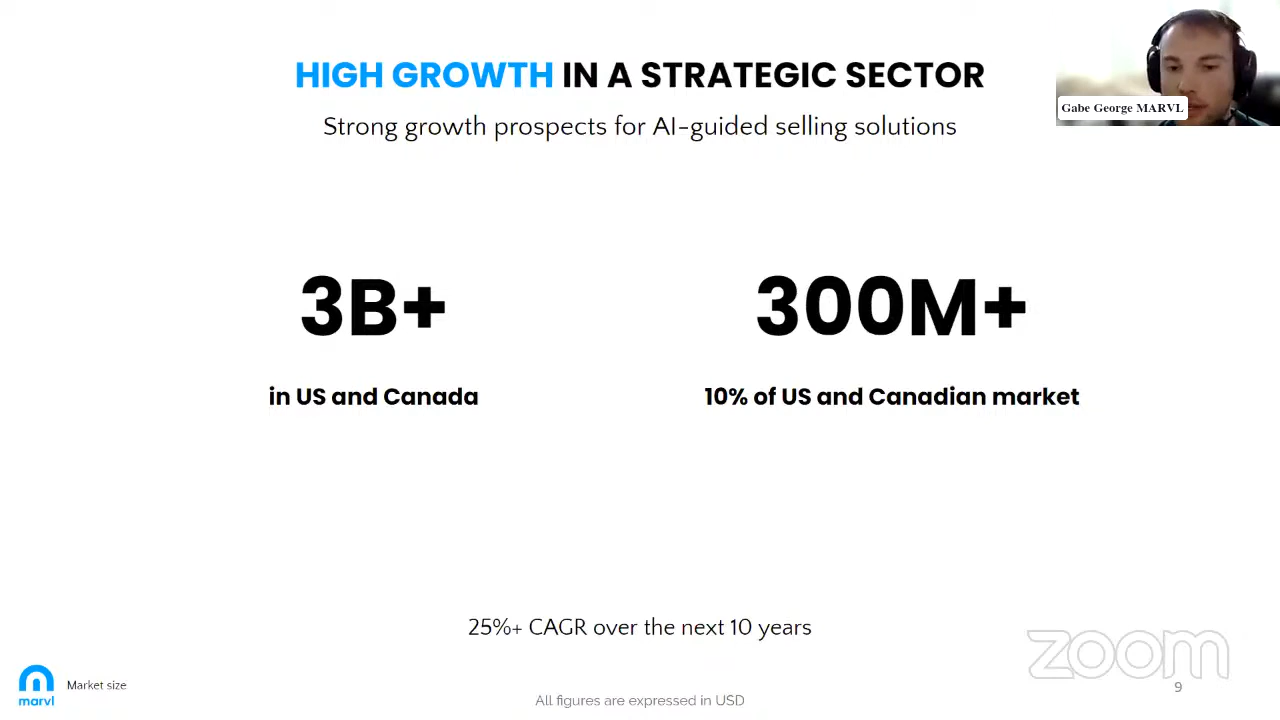 HIGH GROWTH IN A STRATEGIC SECTOR
Strong growth prospects for AI-guided selling solutions
Gabe George MARVL
3B+
in US and Canada
300M+
10% of US and Canadian market
25%+ CAGR over the next 10 years
zoom
marvl
Market size
All figures are expressed in USD
9